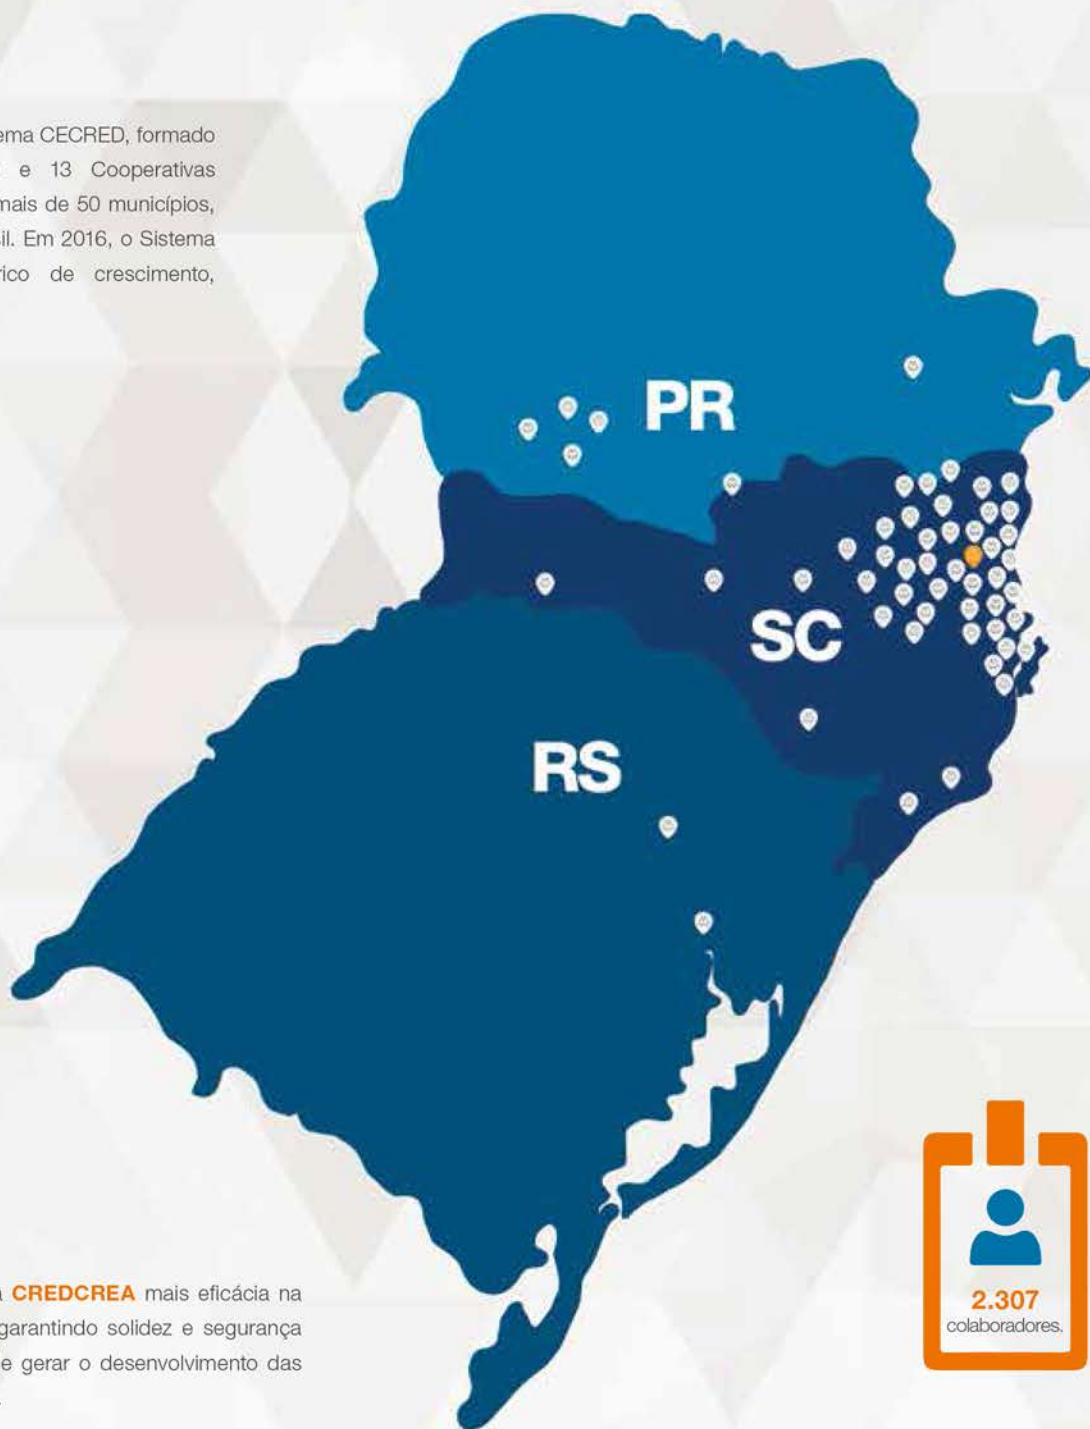 ema CECRED, formado
e 13 Cooperativas
mais de 50 municípios,
sil. Em 2016, o Sistema
rico de crescimento,
PR
SC
RS
a CREDCREA mais eficácia na
garantindo solidez e segurança
e gerar o desenvolvimento das
2.307
colaboradores.